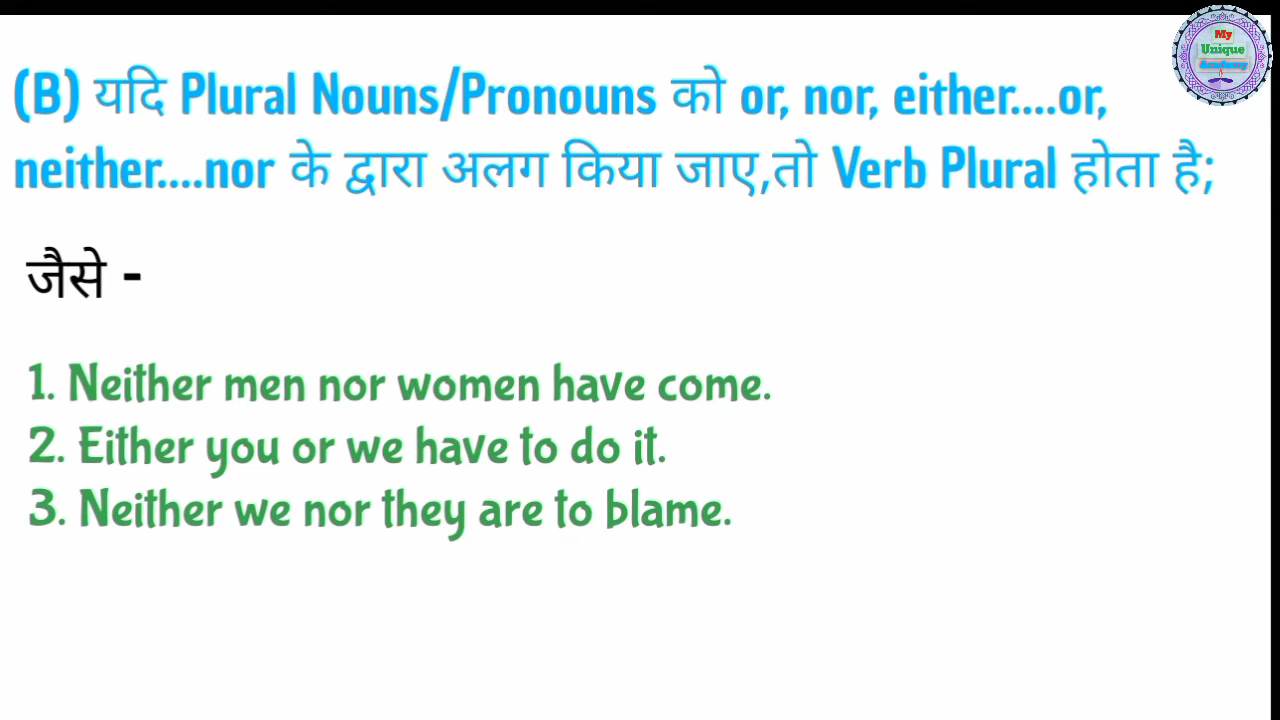 My
Unique
Academy
(B) यदि Plural Nouns/Pronouns को or, nor, either....or,
neither....nor के द्वारा अलग किया जाए,तो Verb Plural होता है;
जैसे -
1. Neither men nor women have come.
2. Either you or we have to do it.
3. Neither we nor they are to blame.